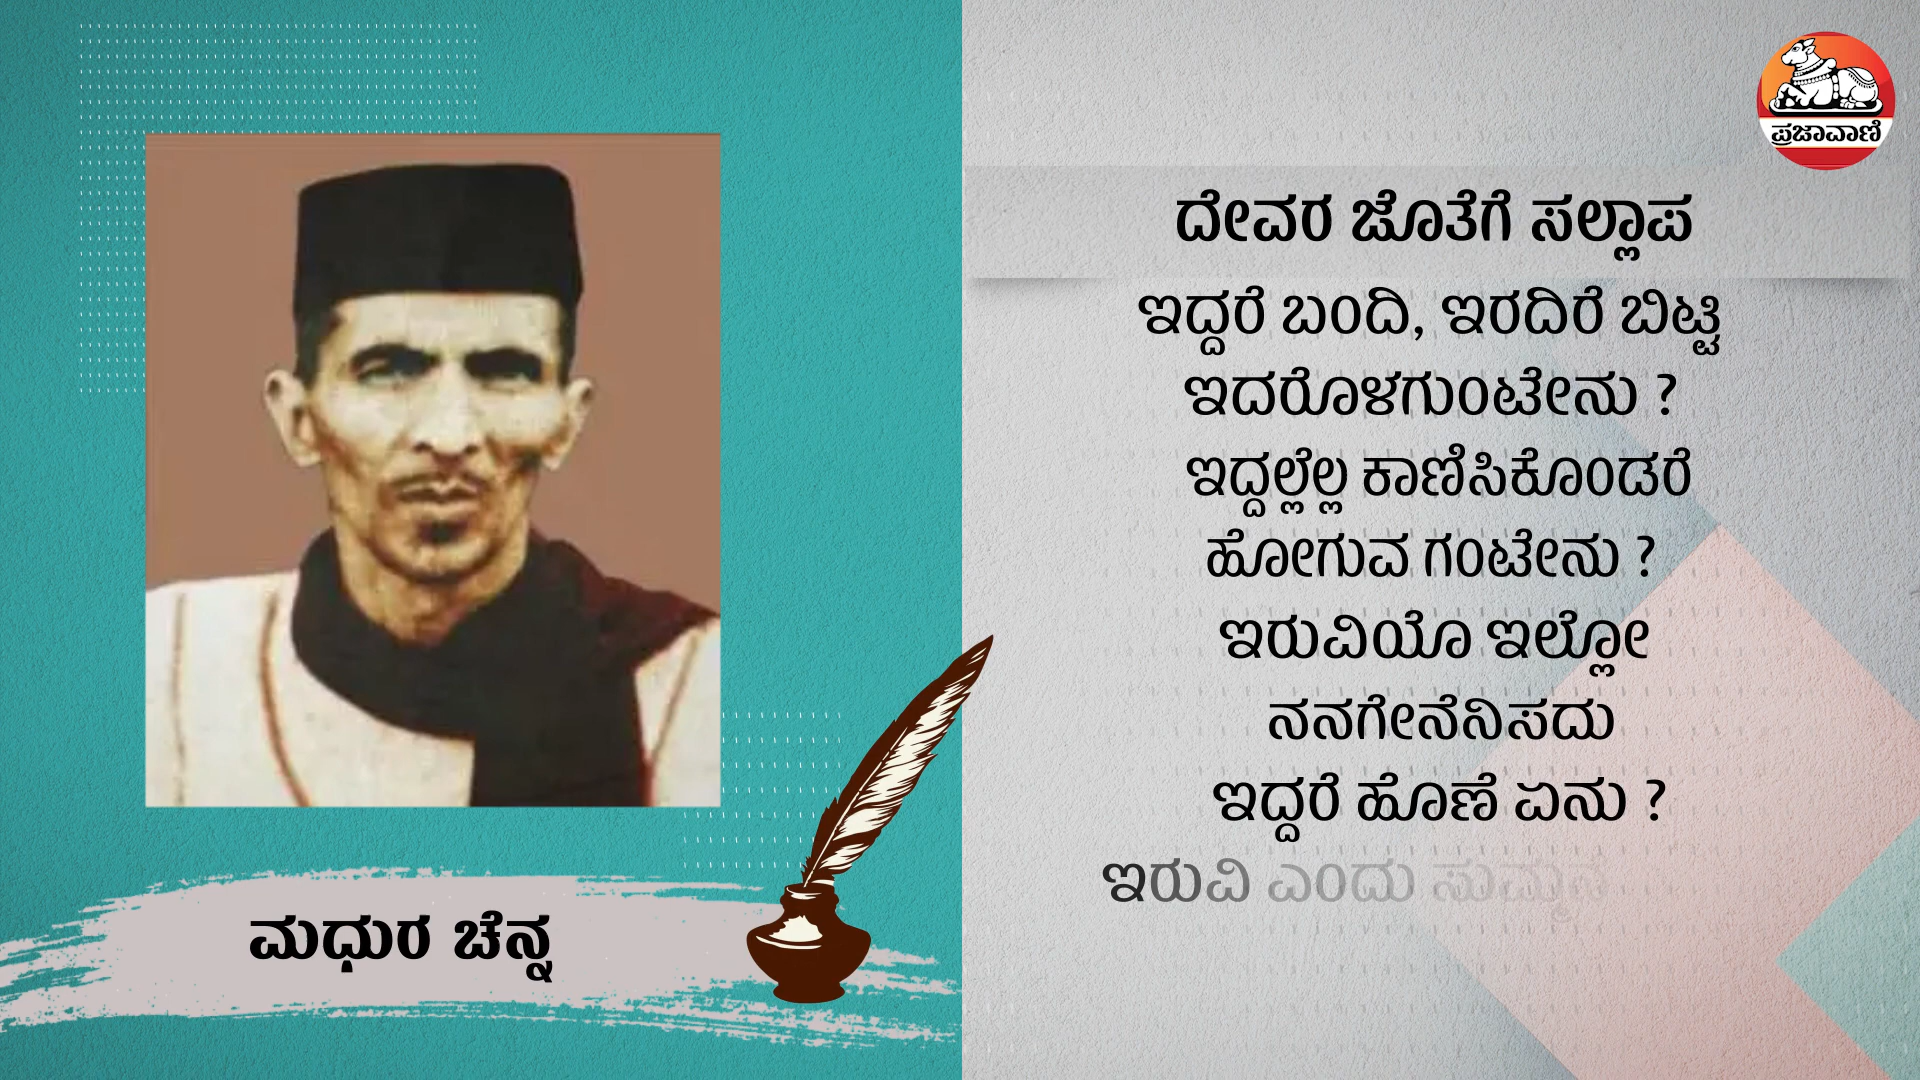 ಪ್ರಜಾವಾಣಿ
ದೇವರ ಜೊತೆಗೆ ಸಲ್ಲಾಪ
ಇದ್ದರೆ ಬಂದಿ, ಇರದಿರೆ ಬಿಟ್ಟಿ
ಇದರೊಳಗುಂಟೇನು ?
ಇದ್ದಲ್ಲೆಲ್ಲ ಕಾಣಿಸಿಕೊಂಡರೆ
ಹೋಗುವ ಗಂಟೇನು ?
ಇರುವಿಯೊ ಇಲ್ಲೋ
ನನಗೇನೆನಿಸದು
ಇದ್ದರೆ ಹೊಣೆ ಏನು ?
ಇರುವಿ ಎಂದು
ಮಧುರ ಚೆನ್ನ